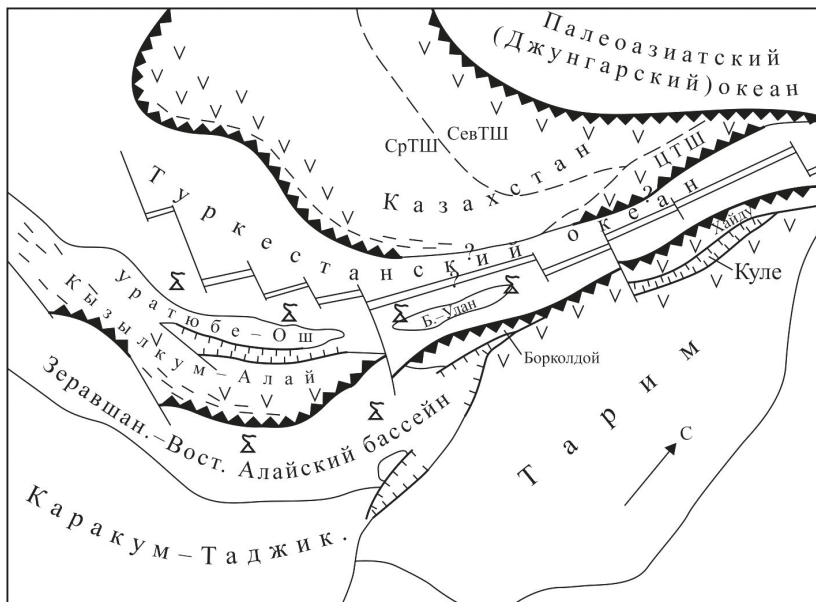 Палеоазиатский
(Джунгарский) океан
СевТШ
СрТШ
ЦТШ
Казахстан
Туркестанский океан
?
?
?
Хайду
Куле
Уратюбе–Ош
Б.–Удан
Кызылкум–Алай
Борколдой
Зеравшан.–Вост. Алайский бассейн
Тарим
С
Каракум–Таджик.